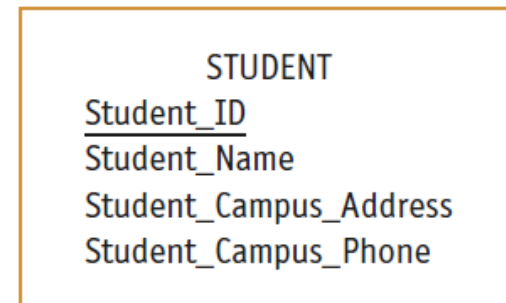 STUDENT
Student_ID
Student_Name
Student_Campus_Address
Student_Campus_Phone